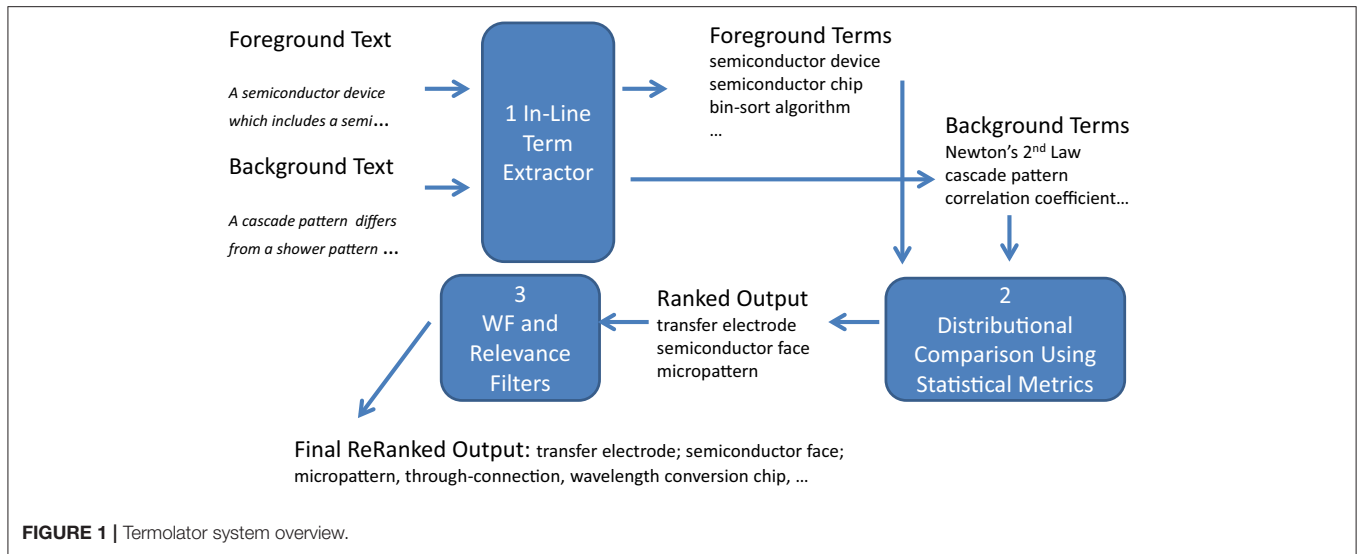 Foreground Text
A semiconductor device
which includes a semi...
Background Text
A cascade pattern differs
from a shower pattern ...
1 In-Line
Term
Extractor
Foreground Terms
semiconductor device
semiconductor chip
bin-sort algorithm
...
Background Terms
Newton's 2nd Law
cascade pattern
correlation coefficient...
2
Distributional
Comparison Using
Statistical Metrics
Ranked Output
transfer electrode
semiconductor face
micropattern
3
WF and
Relevance
Filters
Final ReRanked Output: transfer electrode; semiconductor face;
micropattern, through-connection, wavelength conversion chip, ...
FIGURE 1 | Termolator system overview.